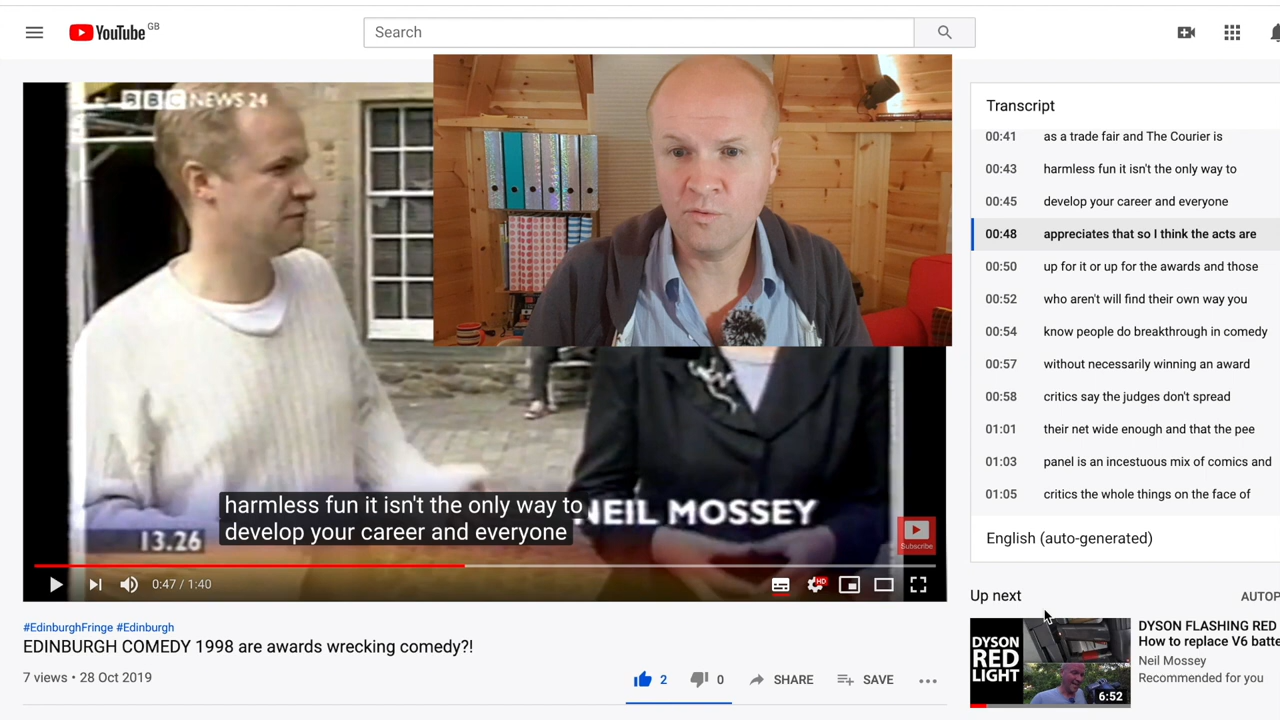 YouTube GB
Search
BBC NEWS 24
NEIL MOSSEY
harmless fun it isn't the only way to
develop your career and everyone
13.26
Subscribe
0:47 / 1:40
HD
#EdinburghFringe #Edinburgh
EDINBURGH COMEDY 1998 are awards wrecking comedy?!
7 views • 28 Oct 2019
2
0
SHARE
SAVE
Transcript
00:41 as a trade fair and The Courier is
00:43 harmless fun it isn't the only way to
00:45 develop your career and everyone
00:48 appreciates that so I think the acts are
00:50 up for it or up for the awards and those
00:52 who aren't will find their own way you
00:54 know people do breakthrough in comedy
00:57 without necessarily winning an award
00:58 critics say the judges don't spread
01:01 their net wide enough and that the pee
01:03 panel is an incestuous mix of comics and
01:05 critics the whole things on the face of
English (auto-generated)
Up next
AUTOP
DYSON
RED
LIGHT
6:52
DYSON FLASHING RED
How to replace V6 batte
Neil Mossey
Recommended for you